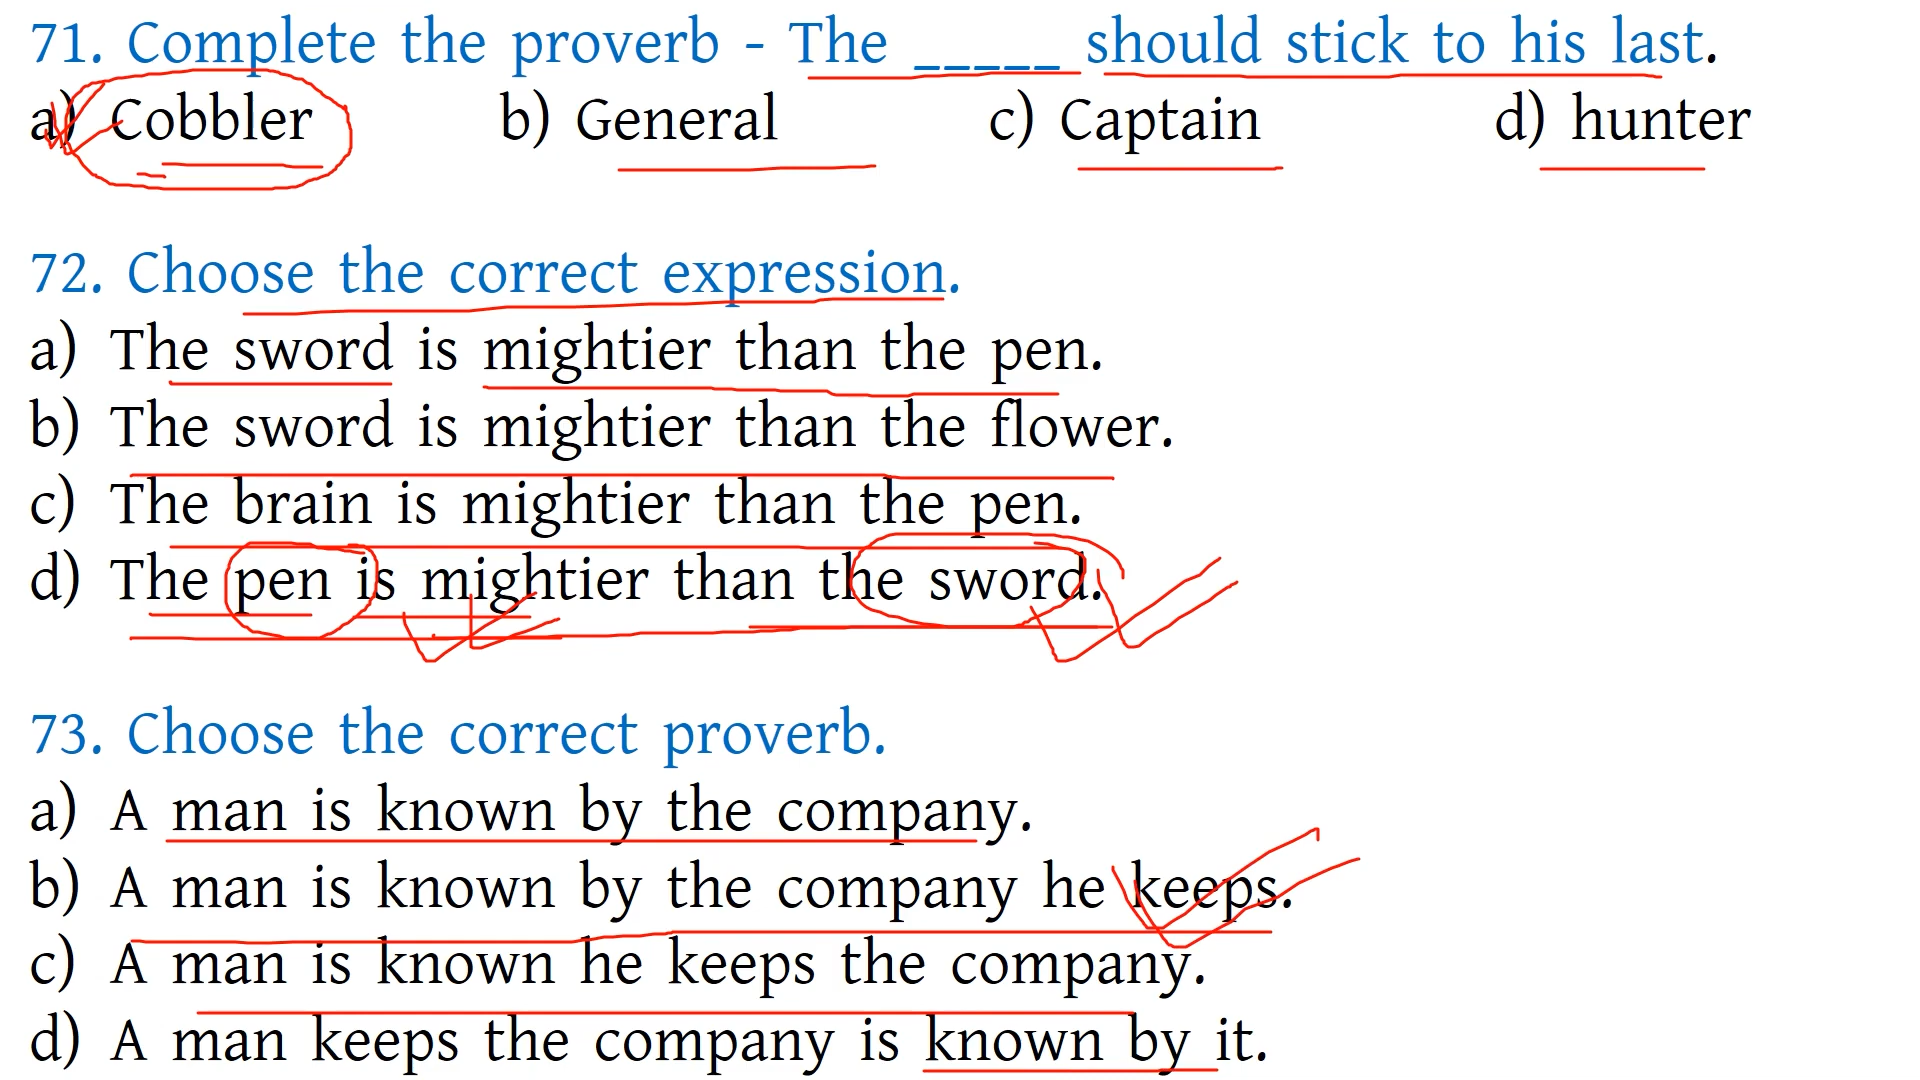 71. Complete the proverb - The _____ should stick to his last.
a) Cobbler b) General c) Captain d) hunter
72. Choose the correct expression.
a) The sword is mightier than the pen.
b) The sword is mightier than the flower.
c) The brain is mightier than the pen.
d) The pen is mightier than the sword.
73. Choose the correct proverb.
a) A man is known by the company.
b) A man is known by the company he keeps.
c) A man is known he keeps the company.
d) A man keeps the company is known by it.